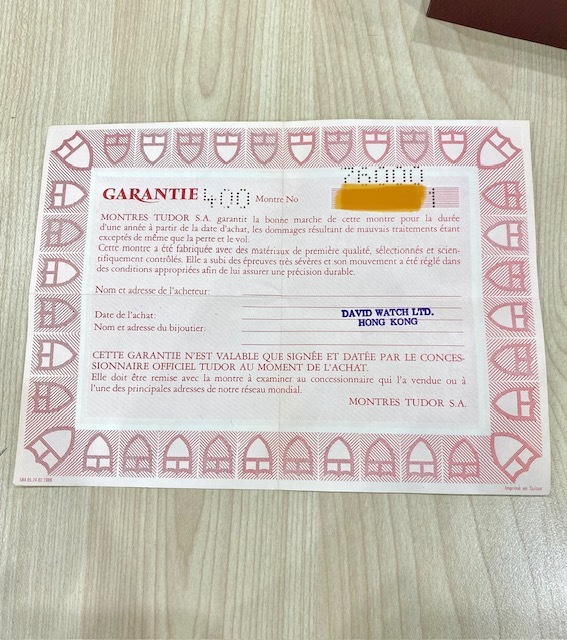 76000
GARANTIE 400 Montre No 1
MONTRES TUDOR S.A. garantit la bonne marche de cette montre pour la durée
d'une année à partir de la date d'achat, les dommages résultant de mauvais traitements étant
exceptés de même que la perte et le vol.
Cette montre a été fabriquée avec des matériaux de première qualité, sélectionnés et scien-
tifiquement contrôlés. Elle a subi des épreuves très sévères et son mouvement a été réglé dans
des conditions appropriées afin de lui assurer une précision durable.
Nom et adresse de l'acheteur:
Date de l'achat:
Nom et adresse du bijoutier:
DAVID WATCH LTD.
HONG KONG
CETTE GARANTIE N'EST VALABLE QUE SIGNÉE ET DATÉE PAR LE CONCES-
SIONNAIRE OFFICIEL TUDOR AU MOMENT DE L'ACHAT.
Elle doit être remise avec la montre à examiner au concessionnaire qui l'a vendue ou à
l'une des principales adresses de notre réseau mondial.
MONTRES TUDOR S.A.
Imprimé en Suisse